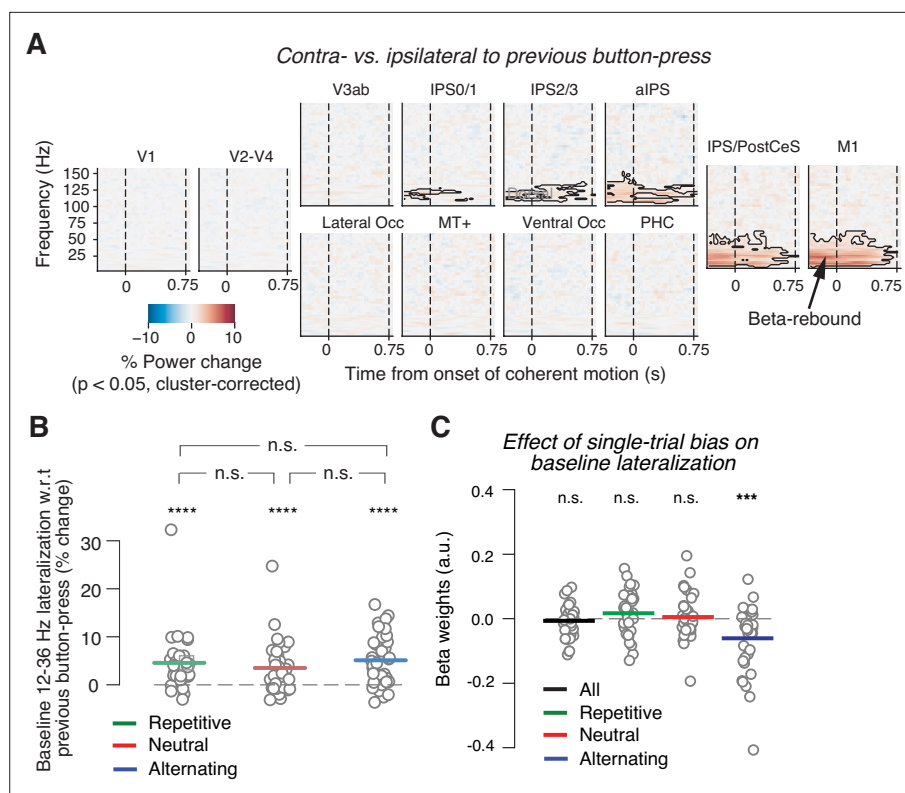 A
Contra- vs. ipsilateral to previous button-press
V3ab IPS0/1 IPS2/3 aIPS
V1 V2-V4
IPS/PostCeS M1
Frequency (Hz)
150
125
100
75
50
25
Lateral Occ MT+ Ventral Occ PHC
0 0.75 0 0.75
0 0.75 0 0.75
Beta-rebound
0 0.75 0 0.75 0 0.75 0 0.75
−10 0 10
% Power change
(p < 0.05, cluster-corrected)
Time from onset of coherent motion (s)
B
n.s.
n.s. n.s.
**** **** ****
Baseline 12-36 Hz lateralization w.r.t
previous button-press (% change)
30
20
10
0
Repetitive
Neutral
Alternating
C
Effect of single-trial bias on
baseline lateralization
Beta weights (a.u.)
0.4
n.s. n.s. n.s. ***
0.2
0.0
-0.2
-0.4
All
Repetitive
Neutral
Alternating